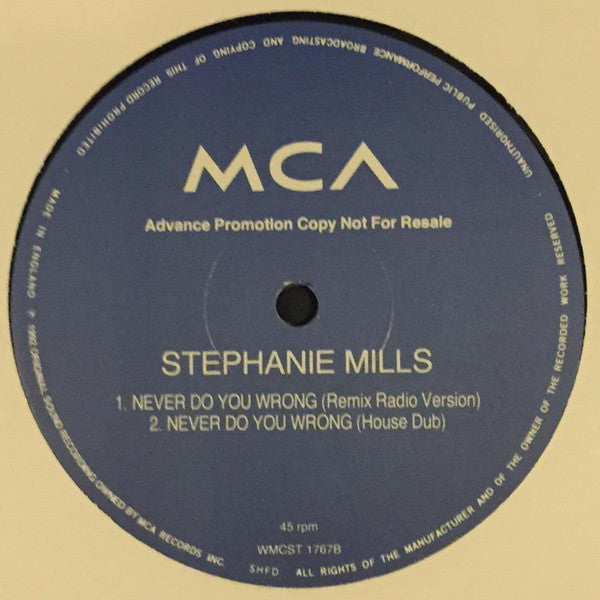 MCA
Advance Promotion Copy Not For Resale
STEPHANIE MILLS
1. NEVER DO YOU WRONG (Remix Radio Version)
2. NEVER DO YOU WRONG (House Dub)
45 rpm
WMCST 1767B
SHFD ALL RIGHTS OF THE MANUFACTURER AND OF THE OWNER OF THE RECORDED WORK RESERVED
UNAUTHORISED PUBLIC PERFORMANCE BROADCASTING AND COPYING OF THIS RECORD PROHIBITED
MADE IN ENGLAND ℗ 1992 ORIGINAL SOUND RECORDING OWNED BY MCA RECORDS INC.